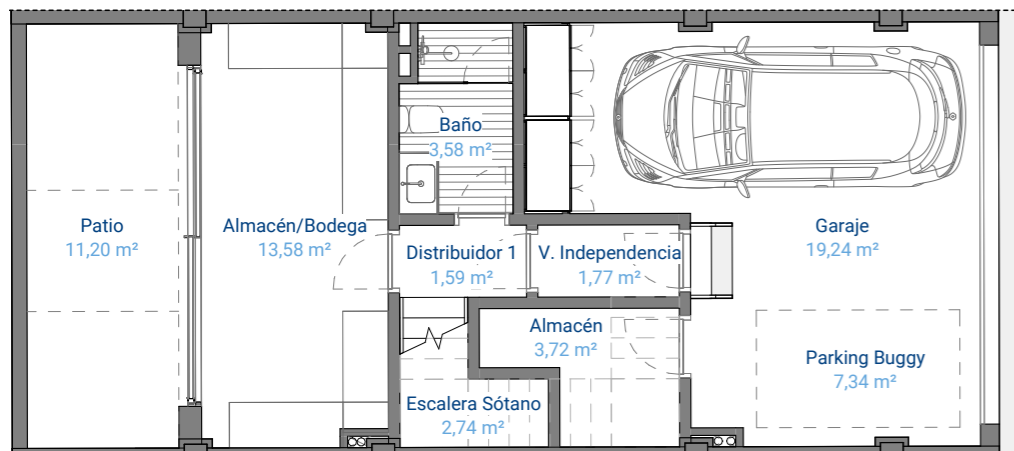 Baño
3,58 m²
Patio
11,20 m²
Almacén/Bodega
13,58 m²
Distribuidor 1
1,59 m²
V. Independencia
1,77 m²
Garaje
19,24 m²
Almacén
3,72 m²
Parking Buggy
7,34 m²
Escalera Sótano
2,74 m²